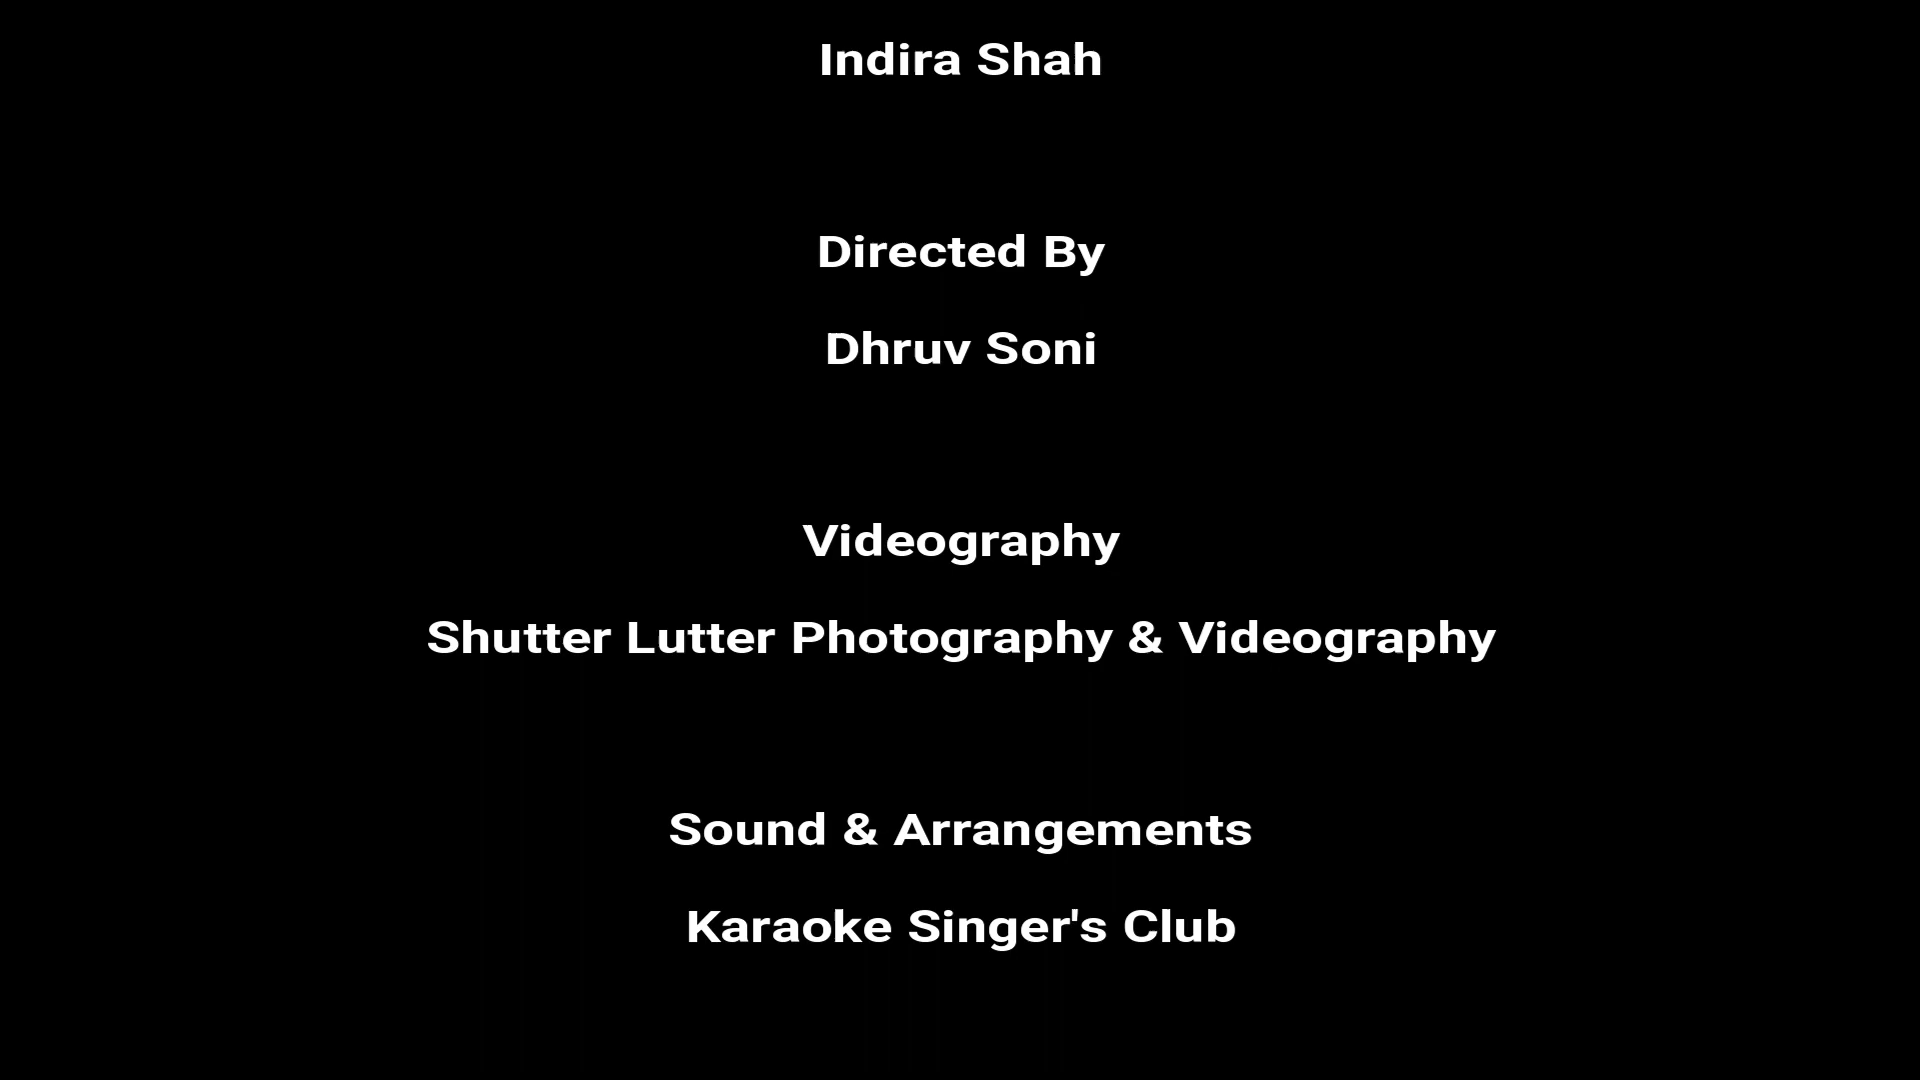 Indira Shah
Directed By
Dhruv Soni
Videography
Shutter Lutter Photography & Videography
Sound & Arrangements
Karaoke Singer's Club